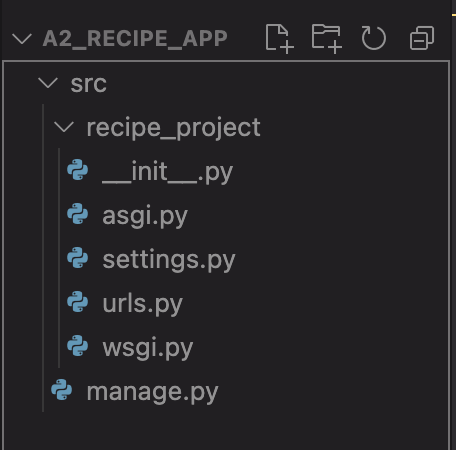 A2_RECIPE_APP
src
recipe_project
__init__.py
asgi.py
settings.py
urls.py
wsgi.py
manage.py